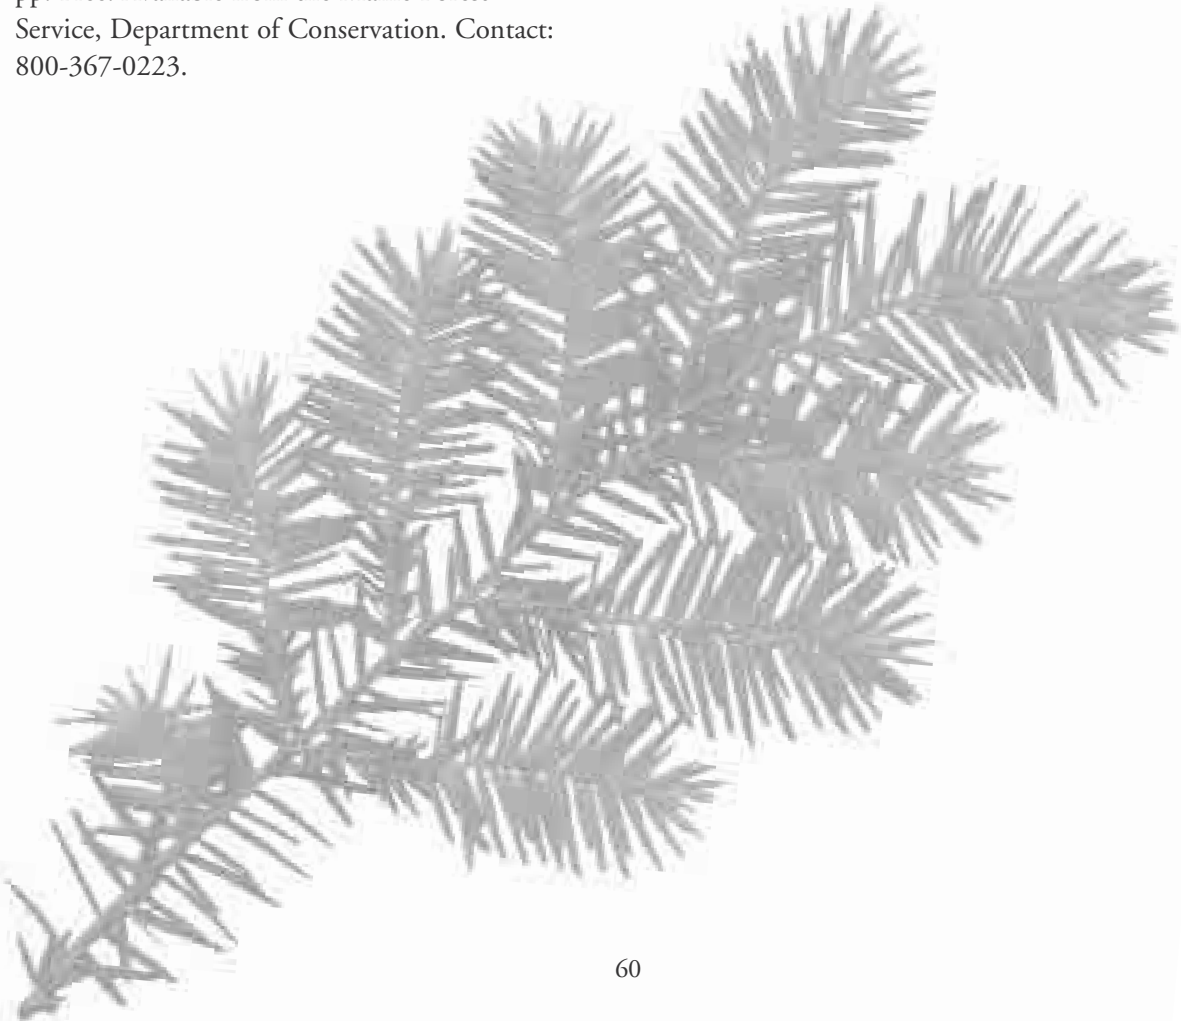 Service, Department of Conservation. Contact:
800-367-0223.
60